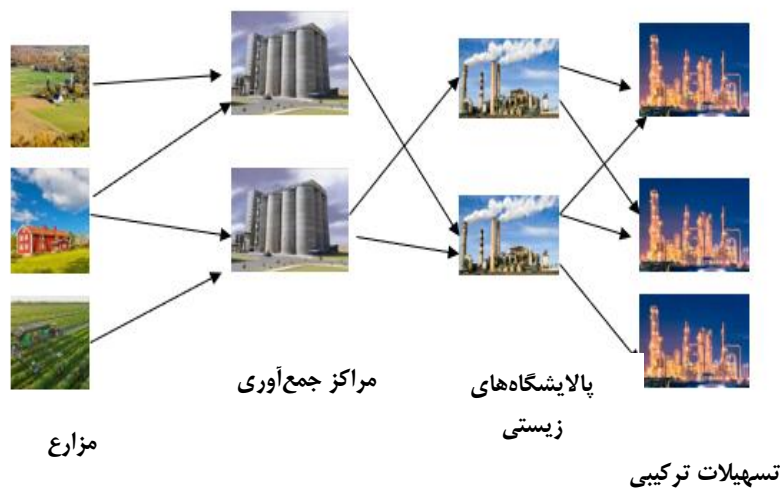 مراکز جمع‌آوری
پالایشگاه‌های
زیستی
مزارع
تسهیلات ترکیبی